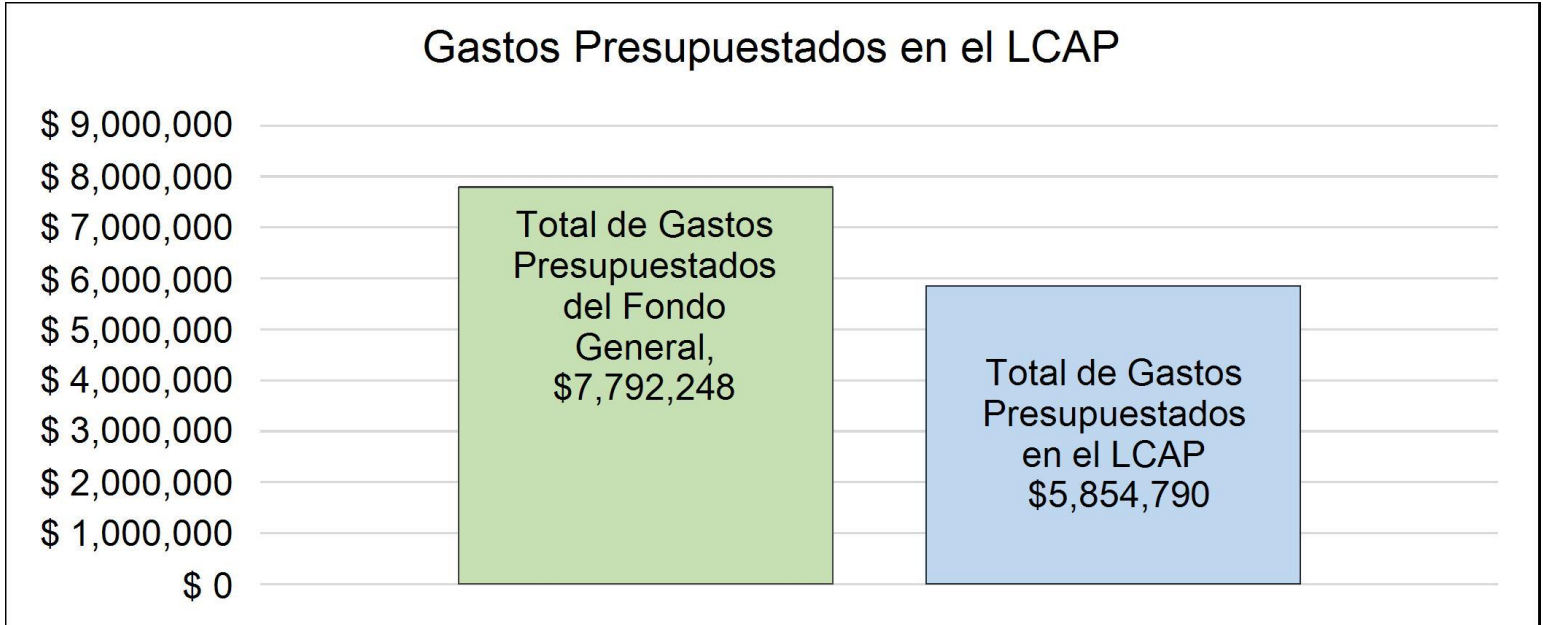 Gastos Presupuestados en el LCAP
$ 9,000,000
$ 8,000,000
$ 7,000,000
$ 6,000,000
$ 5,000,000
$ 4,000,000
$ 3,000,000
$ 2,000,000
$ 1,000,000
$ 0
Total de Gastos
Presupuestados
del Fondo
General,
$7,792,248
Total de Gastos
Presupuestados
en el LCAP
$5,854,790